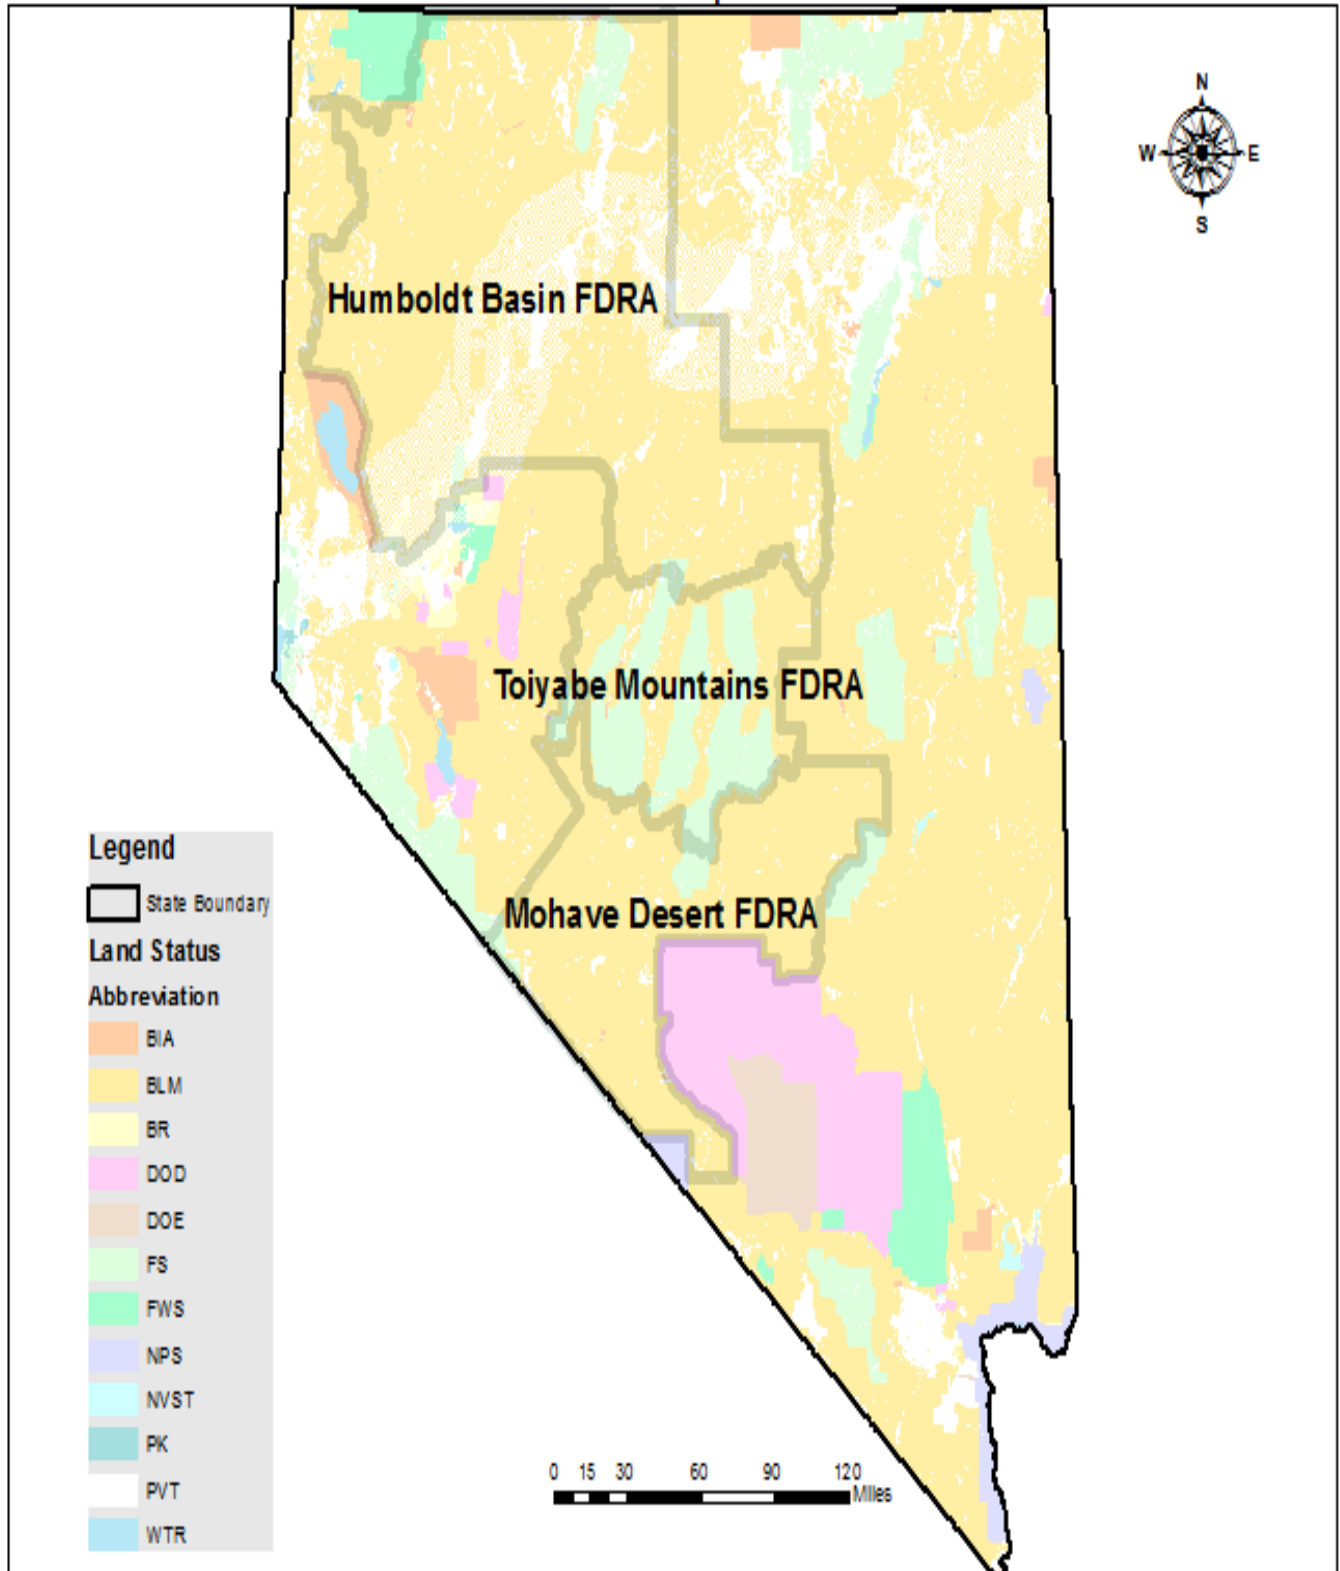 N
W E
S
Humboldt Basin FDRA
Toiyabe Mountains FDRA
Mohave Desert FDRA
Legend
State Boundary
Land Status
Abbreviation
BIA
BLM
BR
DOD
DOE
FS
FWS
NPS
NVST
PK
PVT
WTR
0 15 30 60 90 120
Miles